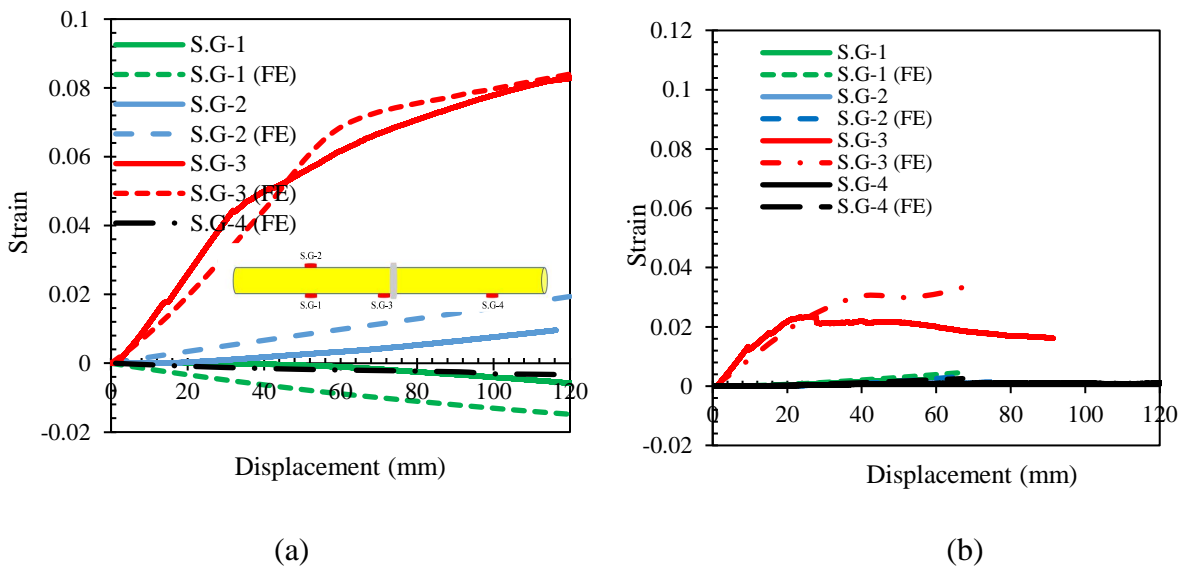 0.1
0.08
0.06
0.04
0.02
0
-0.02
0
20
40
60
80
100
120
Strain
Displacement (mm)
S.G-1
S.G-1 (FE)
S.G-2
S.G-2 (FE)
S.G-3
S.G-3 (FE)
S.G-4 (FE)
S.G-2
S.G-1
S.G-3
S.G-4
(a)
0.12
0.1
0.08
0.06
0.04
0.02
0
-0.02
0
20
40
60
80
100
120
Strain
Displacement (mm)
S.G-1
S.G-1 (FE)
S.G-2
S.G-2 (FE)
S.G-3
S.G-3 (FE)
S.G-4
S.G-4 (FE)
(b)